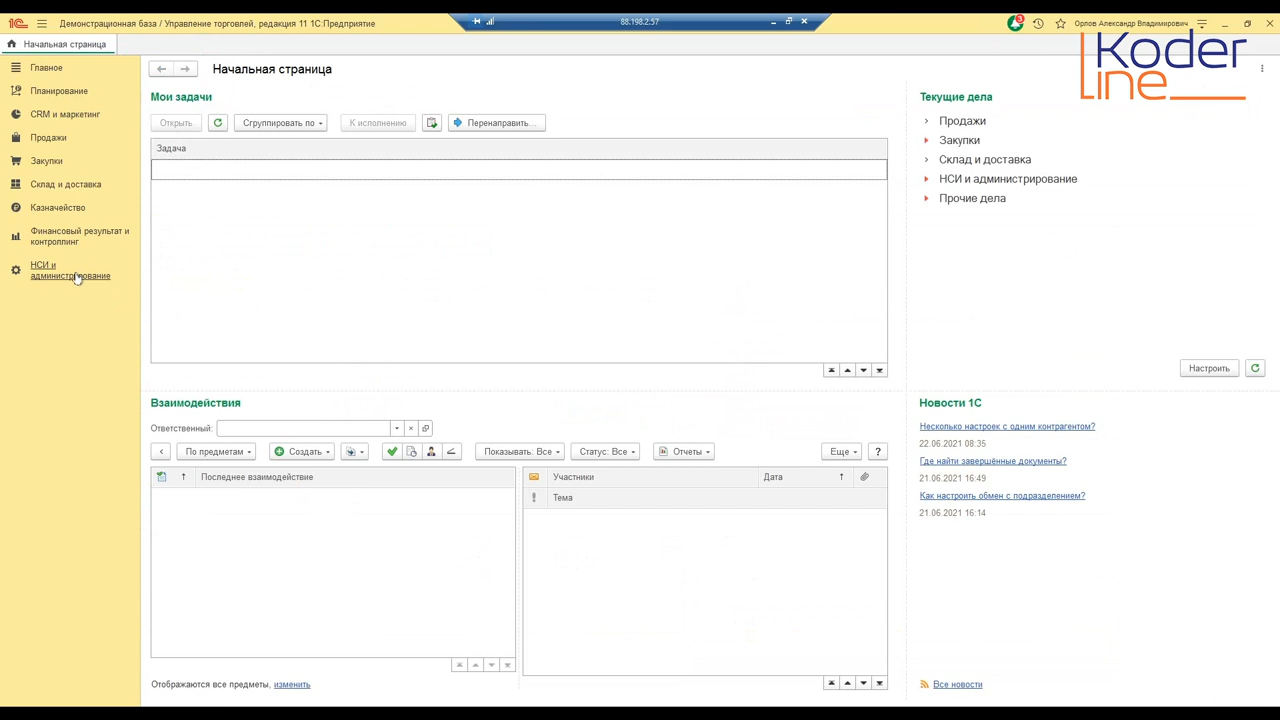 Демонстрационная база / Управление торговлей, редакция 11 1С:Предприятие
88.198.2.57
3
Орлов Александр Владимирович
Начальная страница
Koder
line
Главное
Планирование
CRM и маркетинг
Продажи
Закупки
Склад и доставка
Казначейство
Финансовый результат и
контроллинг
НСИ и
администрирование
Начальная страница
Мои задачи
Открыть
Сгруппировать по
К исполнению
Перенаправить...
Задача
Текущие дела
Продажи
Закупки
Склад и доставка
НСИ и администрирование
Прочие дела
Настроить
Взаимодействия
Ответственный:
По предметам
Создать
Показывать: Все
Статус: Все
Отчеты
Еще
?
Последнее взаимодействие
Участники
Дата
Тема
Отображаются все предметы, изменить
Новости 1С
Несколько настроек с одним контрагентом?
22.06.2021 08:35
Где найти завершённые документы?
21.06.2021 16:49
Как настроить обмен с подразделением?
21.06.2021 16:14
Все новости